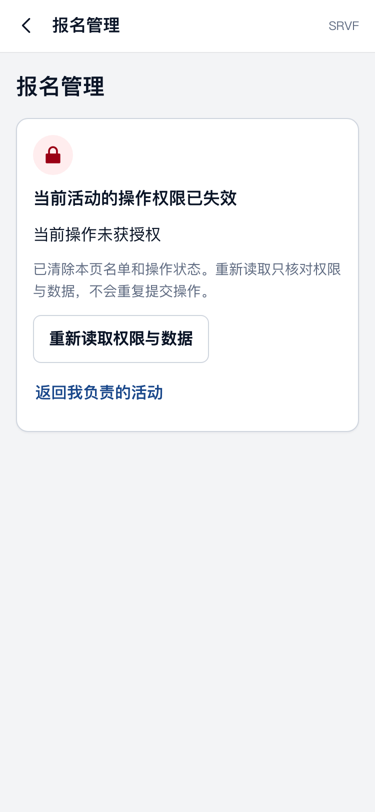 报名管理
SRVF
报名管理
当前活动的操作权限已失效
当前操作未获授权
已清除本页名单和操作状态。重新读取只核对权限
与数据，不会重复提交操作。
重新读取权限与数据
返回我负责的活动